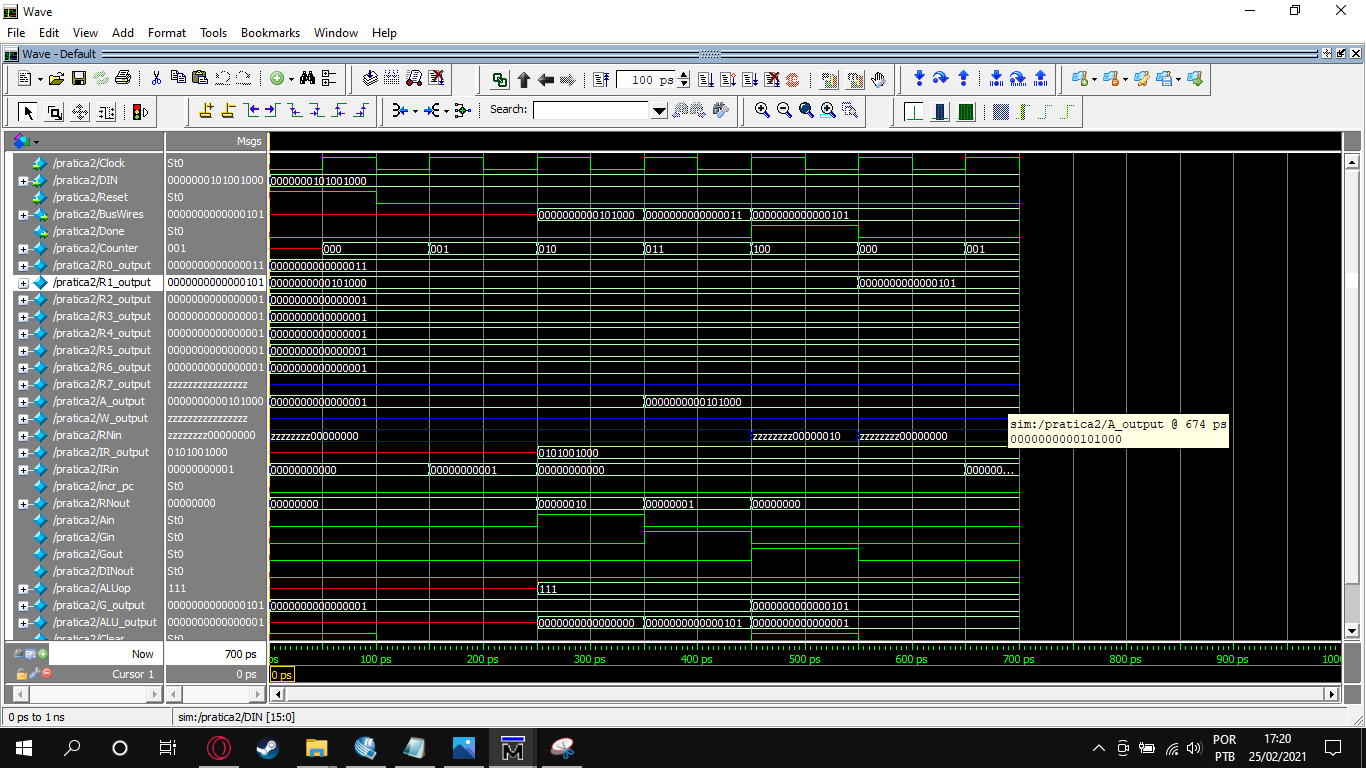 Wave
File Edit View Add Format Tools Bookmarks Window Help
Wave - Default
100 ps
Search:
Msgs
/pratica2/Clock St0
/pratica2/DIN 0000000101001000 0000000101001000
/pratica2/Reset St0
/pratica2/BusWires 0000000000000101 0000000000101000 0000000000000011 0000000000000101
/pratica2/Done St0
/pratica2/Counter 001 000 001 010 011 100 000 001
/pratica2/R0_output 0000000000000011 0000000000000011
/pratica2/R1_output 0000000000000101 0000000000101000 0000000000000101
/pratica2/R2_output 0000000000000001 0000000000000001
/pratica2/R3_output 0000000000000001 0000000000000001
/pratica2/R4_output 0000000000000001 0000000000000001
/pratica2/R5_output 0000000000000001 0000000000000001
/pratica2/R6_output 0000000000000001 0000000000000001
/pratica2/R7_output zzzzzzzzzzzzzzzz
/pratica2/A_output 0000000000101000 0000000000000001 0000000000101000
/pratica2/W_output zzzzzzzzzzzzzzzz
sim:/pratica2/A_output @ 674 ps
0000000000101000
/pratica2/RNin zzzzzzzz00000000 zzzzzzzz00000000 zzzzzzzz00000010 zzzzzzzz00000000
/pratica2/IR_output 0101001000 0101001000
/pratica2/IRin 00000000001 00000000000 00000000001 00000000000 000000...
/pratica2/incr_pc St0
/pratica2/RNout 00000000 00000000 00000010 00000001 00000000
/pratica2/Ain St0
/pratica2/Gin St0
/pratica2/Gout St0
/pratica2/DINout St0
/pratica2/ALUop 111 111
/pratica2/G_output 0000000000000101 0000000000000001 0000000000000101
/pratica2/ALU_output 0000000000000001 0000000000000000 0000000000000101 0000000000000001
/pratica2/Clear St0
Now 700 ps ps 100 ps 200 ps 300 ps 400 ps 500 ps 600 ps 700 ps 800 ps 900 ps 1000
Cursor 1 0 ps 0 ps
0 ps to 1 ns sim:/pratica2/DIN [15:0]
POR 17:20
PTB 25/02/2021